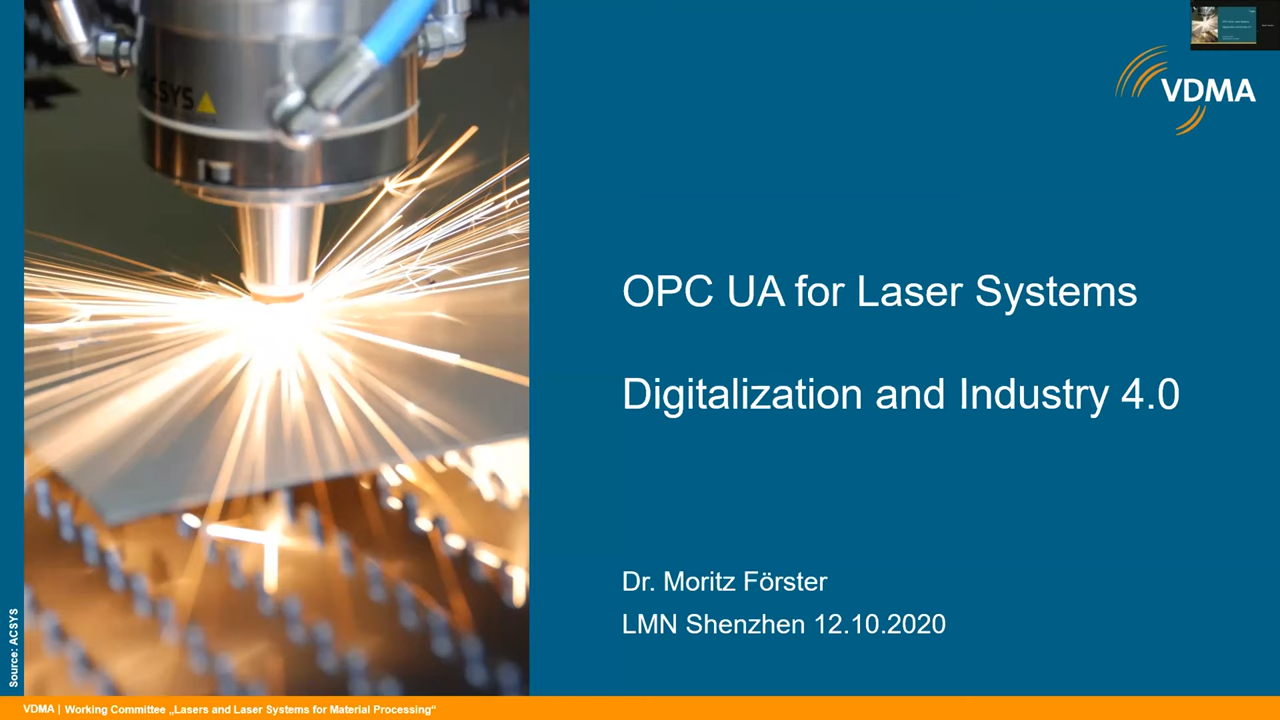 ACSYS
VDMA
OPC UA for Laser Systems
Digitalization and Industry 4.0
Dr. Moritz Förster
LMN Shenzhen 12.10.2020
Source: ACSYS
VDMA | Working Committee „Lasers and Laser Systems for Material Processing“